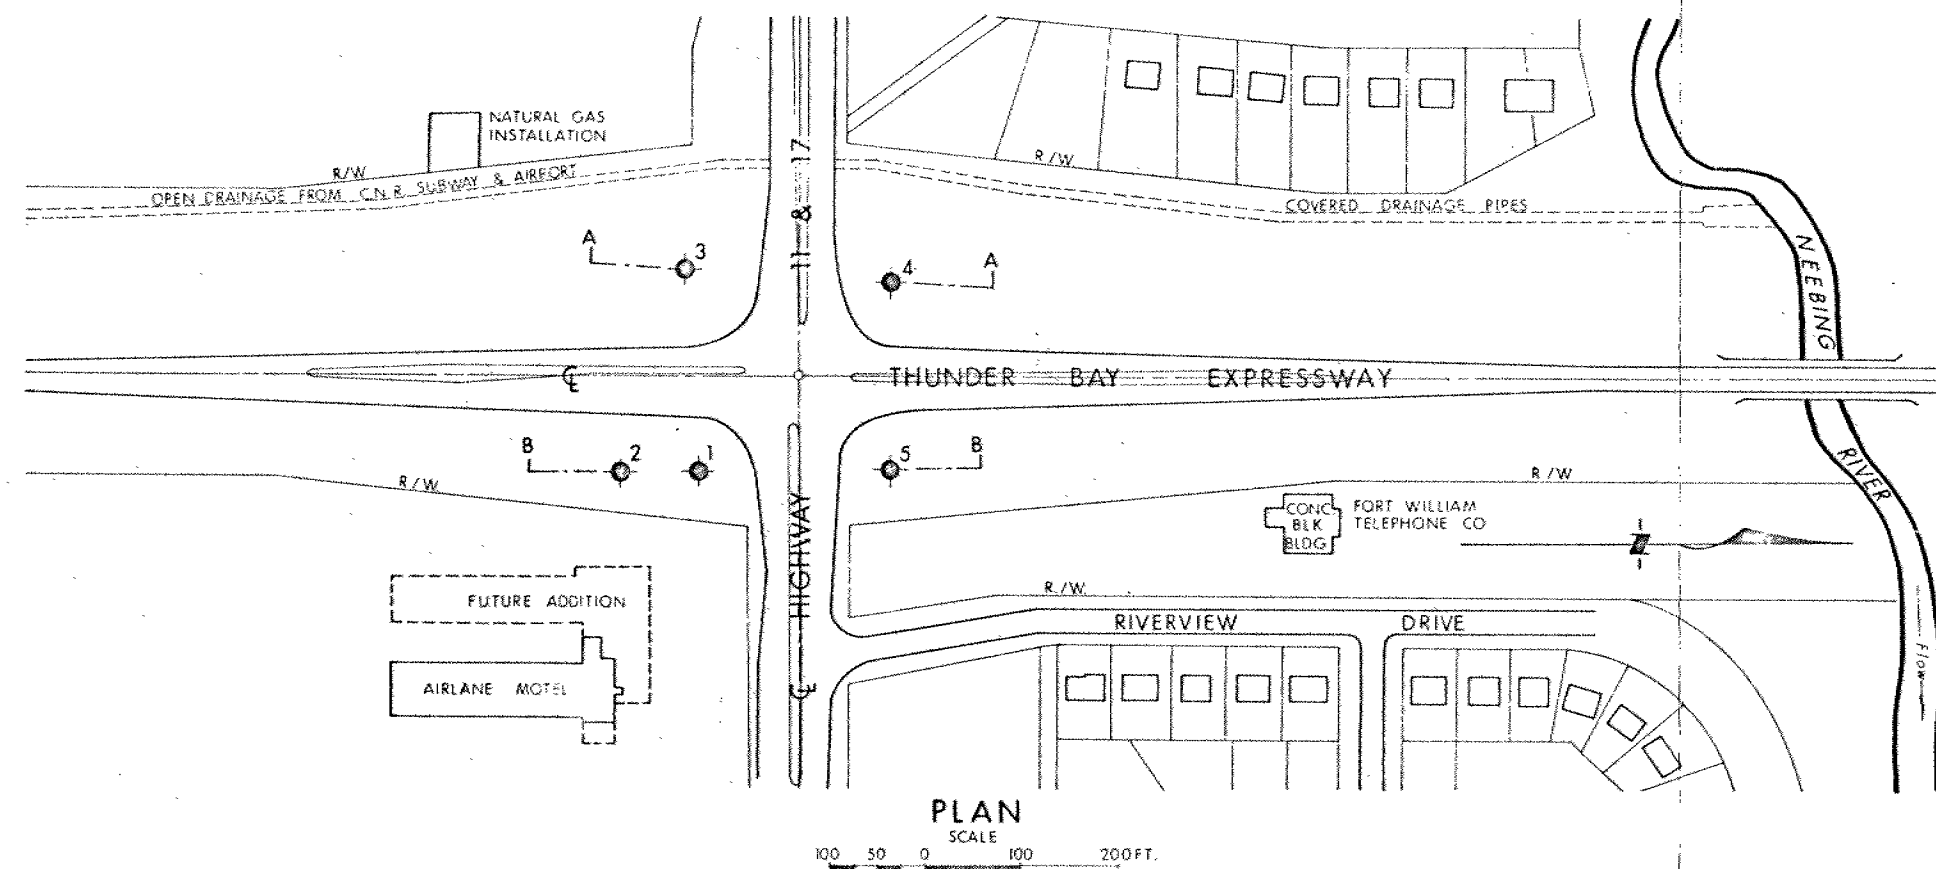 NATURAL GAS
INSTALLATION
R/W
OPEN DRAINAGE FROM C.N.R. SUBWAY & AIRPORT
R/W
COVERED DRAINAGE PIPES
11 & 17
A
3
4
A
NEEBING
℄
THUNDER BAY EXPRESSWAY
B
2
1
5
B
R/W
R/W
RIVER
HIGHWAY
℄
CONC.
BLK
BLDG
FORT WILLIAM
TELEPHONE CO
FUTURE ADDITION
R/W
RIVERVIEW DRIVE
Flow
AIRLANE MOTEL
PLAN
SCALE
100 50 0 100 200 FT.